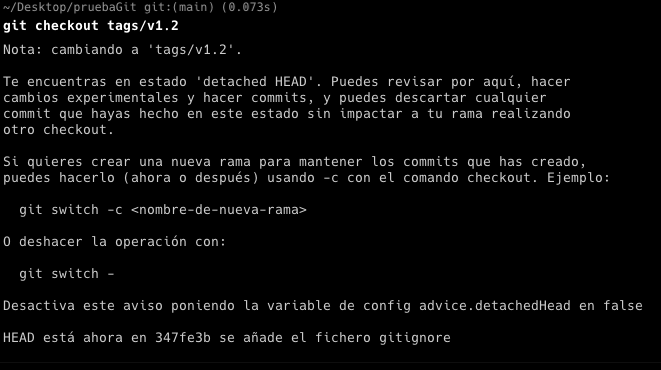 ~/Desktop/pruebaGit git:(main) (0.073s)
git checkout tags/v1.2
Nota: cambiando a 'tags/v1.2'.
Te encuentras en estado 'detached HEAD'. Puedes revisar por aquí, hacer
cambios experimentales y hacer commits, y puedes descartar cualquier
commit que hayas hecho en este estado sin impactar a tu rama realizando
otro checkout.
Si quieres crear una nueva rama para mantener los commits que has creado,
puedes hacerlo (ahora o después) usando -c con el comando checkout. Ejemplo:
git switch -c <nombre-de-nueva-rama>
O deshacer la operación con:
git switch -
Desactiva este aviso poniendo la variable de config advice.detachedHead en false
HEAD está ahora en 347fe3b se añade el fichero gitignore